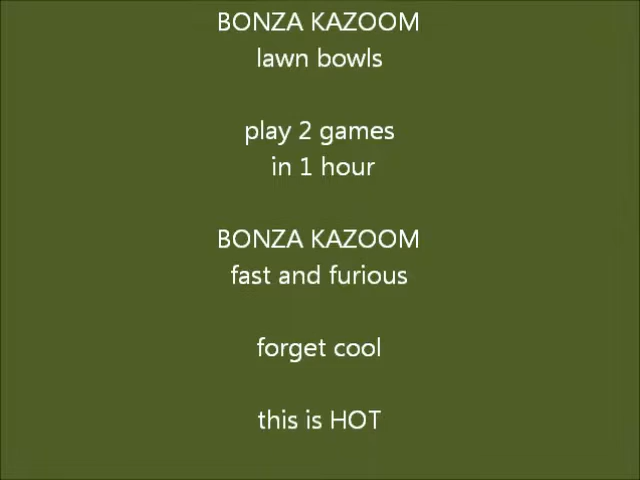 BONZA KAZOOM
lawn bowls
play 2 games
in 1 hour
BONZA KAZOOM
fast and furious
forget cool
this is HOT